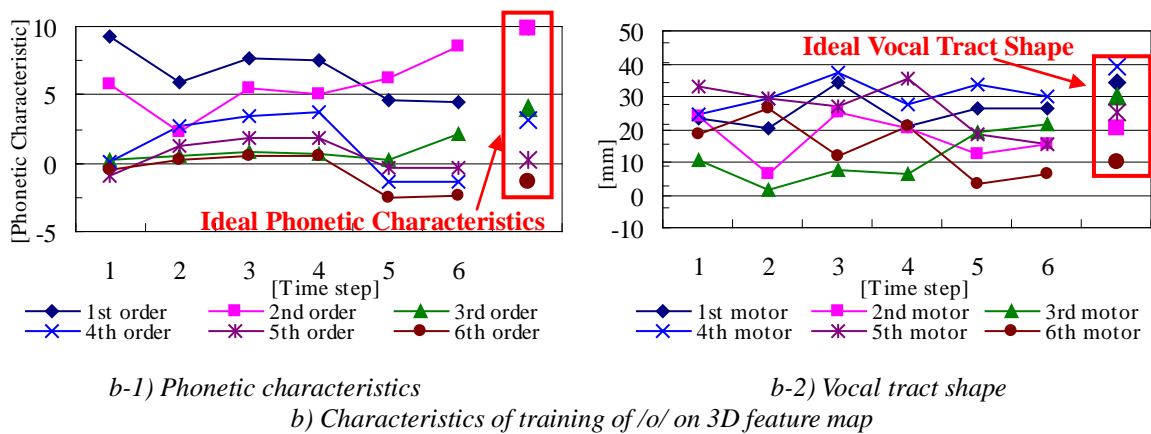 [Phonetic Characteristic]
10
5
0
-5
Ideal Phonetic Characteristics
1 2 3 4 5 6
[Time step]
1st order 2nd order 3rd order
4th order 5th order 6th order
b-1) Phonetic characteristics
[mm]
50
40
30
20
10
0
-10
Ideal Vocal Tract Shape
1 2 3 4 5 6
[Time step]
1st motor 2nd motor 3rd motor
4th motor 5th motor 6th motor
b-2) Vocal tract shape
b) Characteristics of training of /o/ on 3D feature map